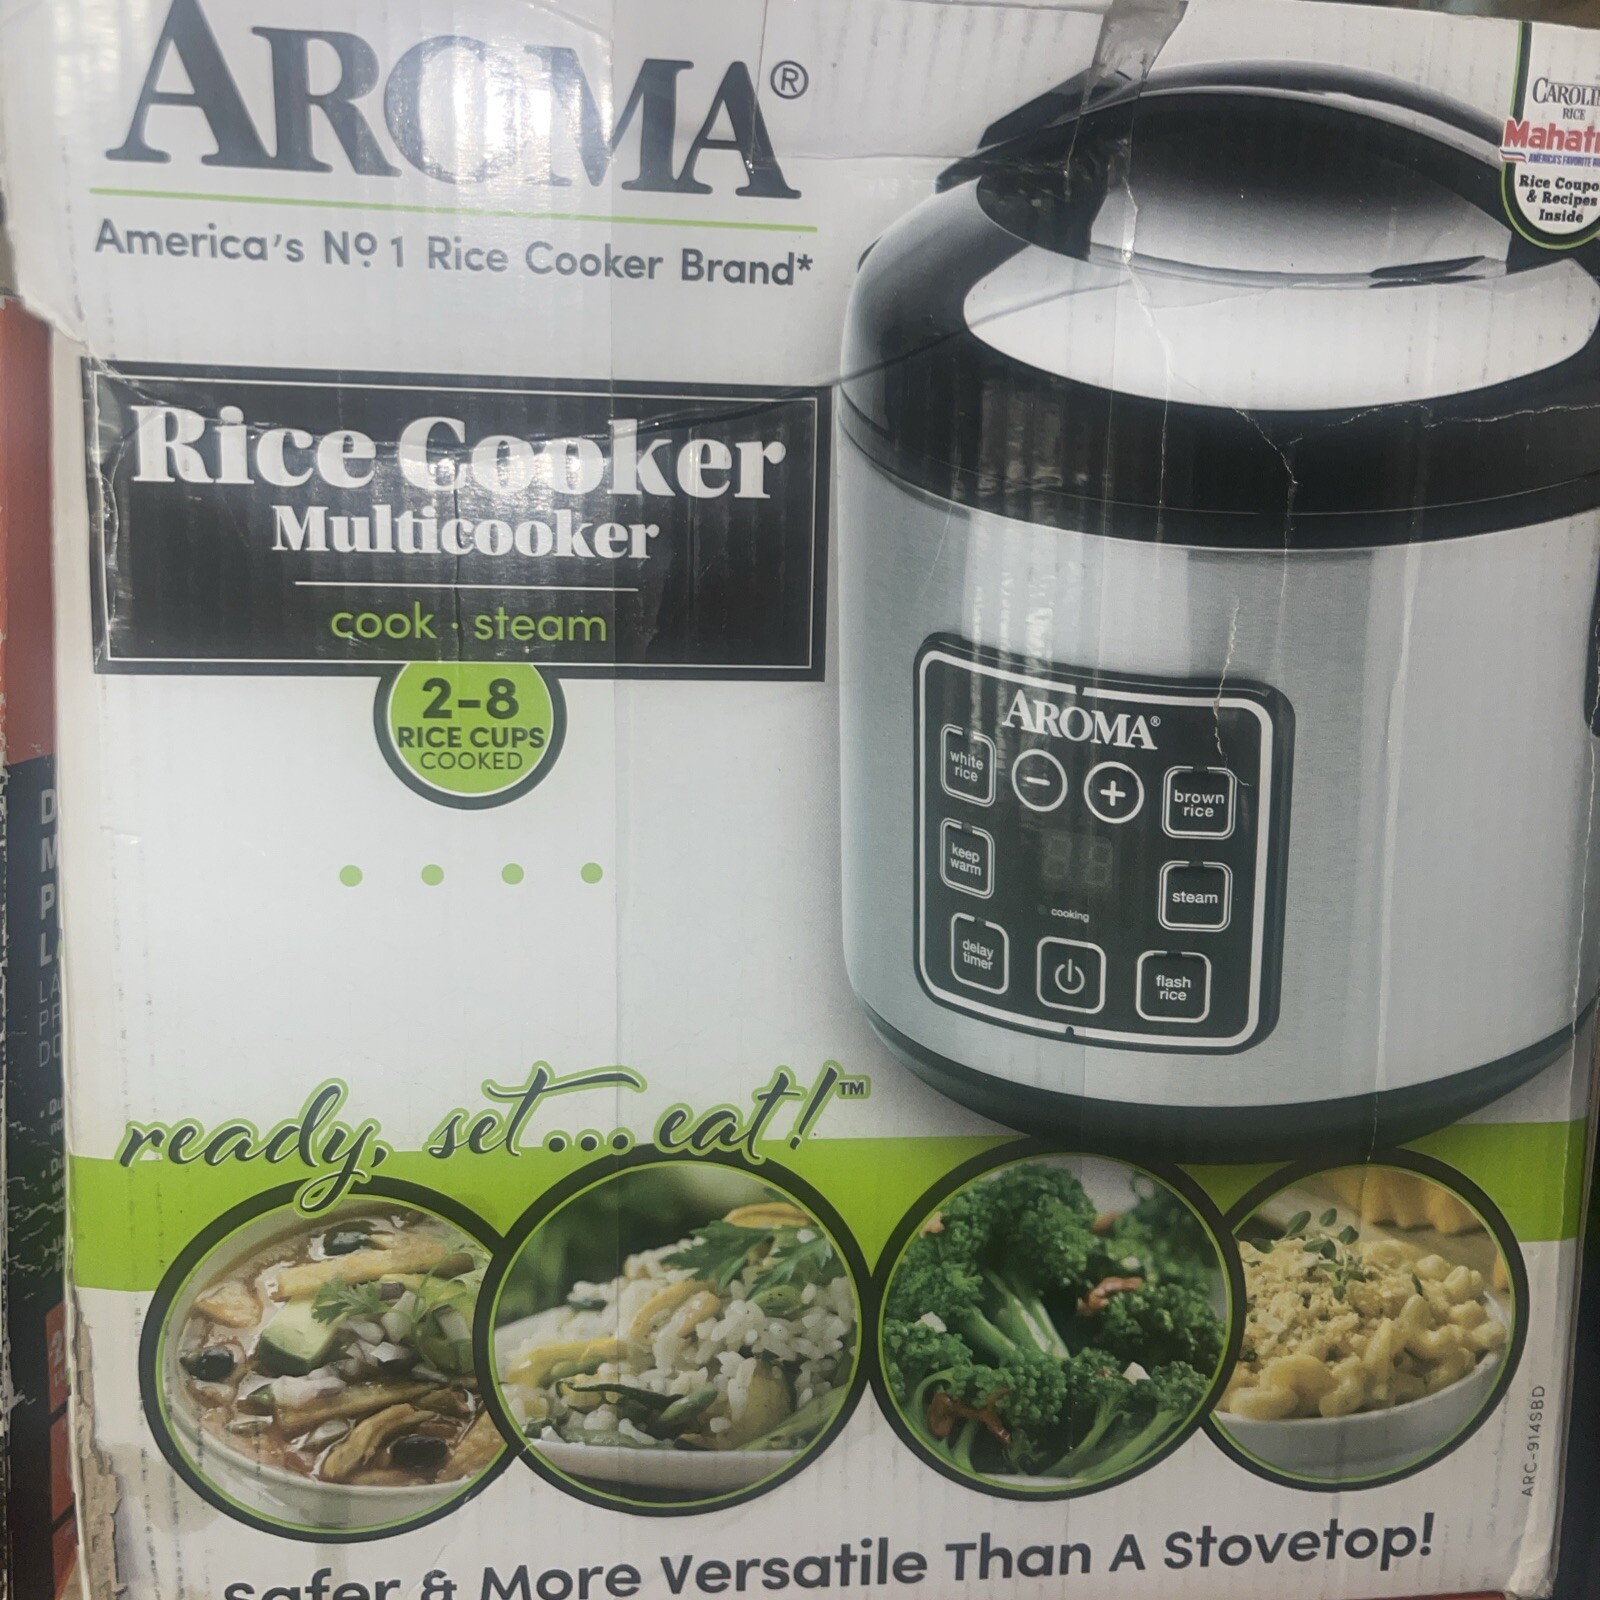 AROMA®
America's Nº 1 Rice Cooker Brand*
Rice Cooker
Multicooker
cook · steam
2-8
RICE CUPS
COOKED
RICE
Rice
& Recipes
Inside
AROMA®
white
rice
brown
rice
keep
warm
steam
cooking
delay
timer
flash
rice
ready, set... eat!™
ARC-914SBD
Safer & More Versatile Than A Stovetop!